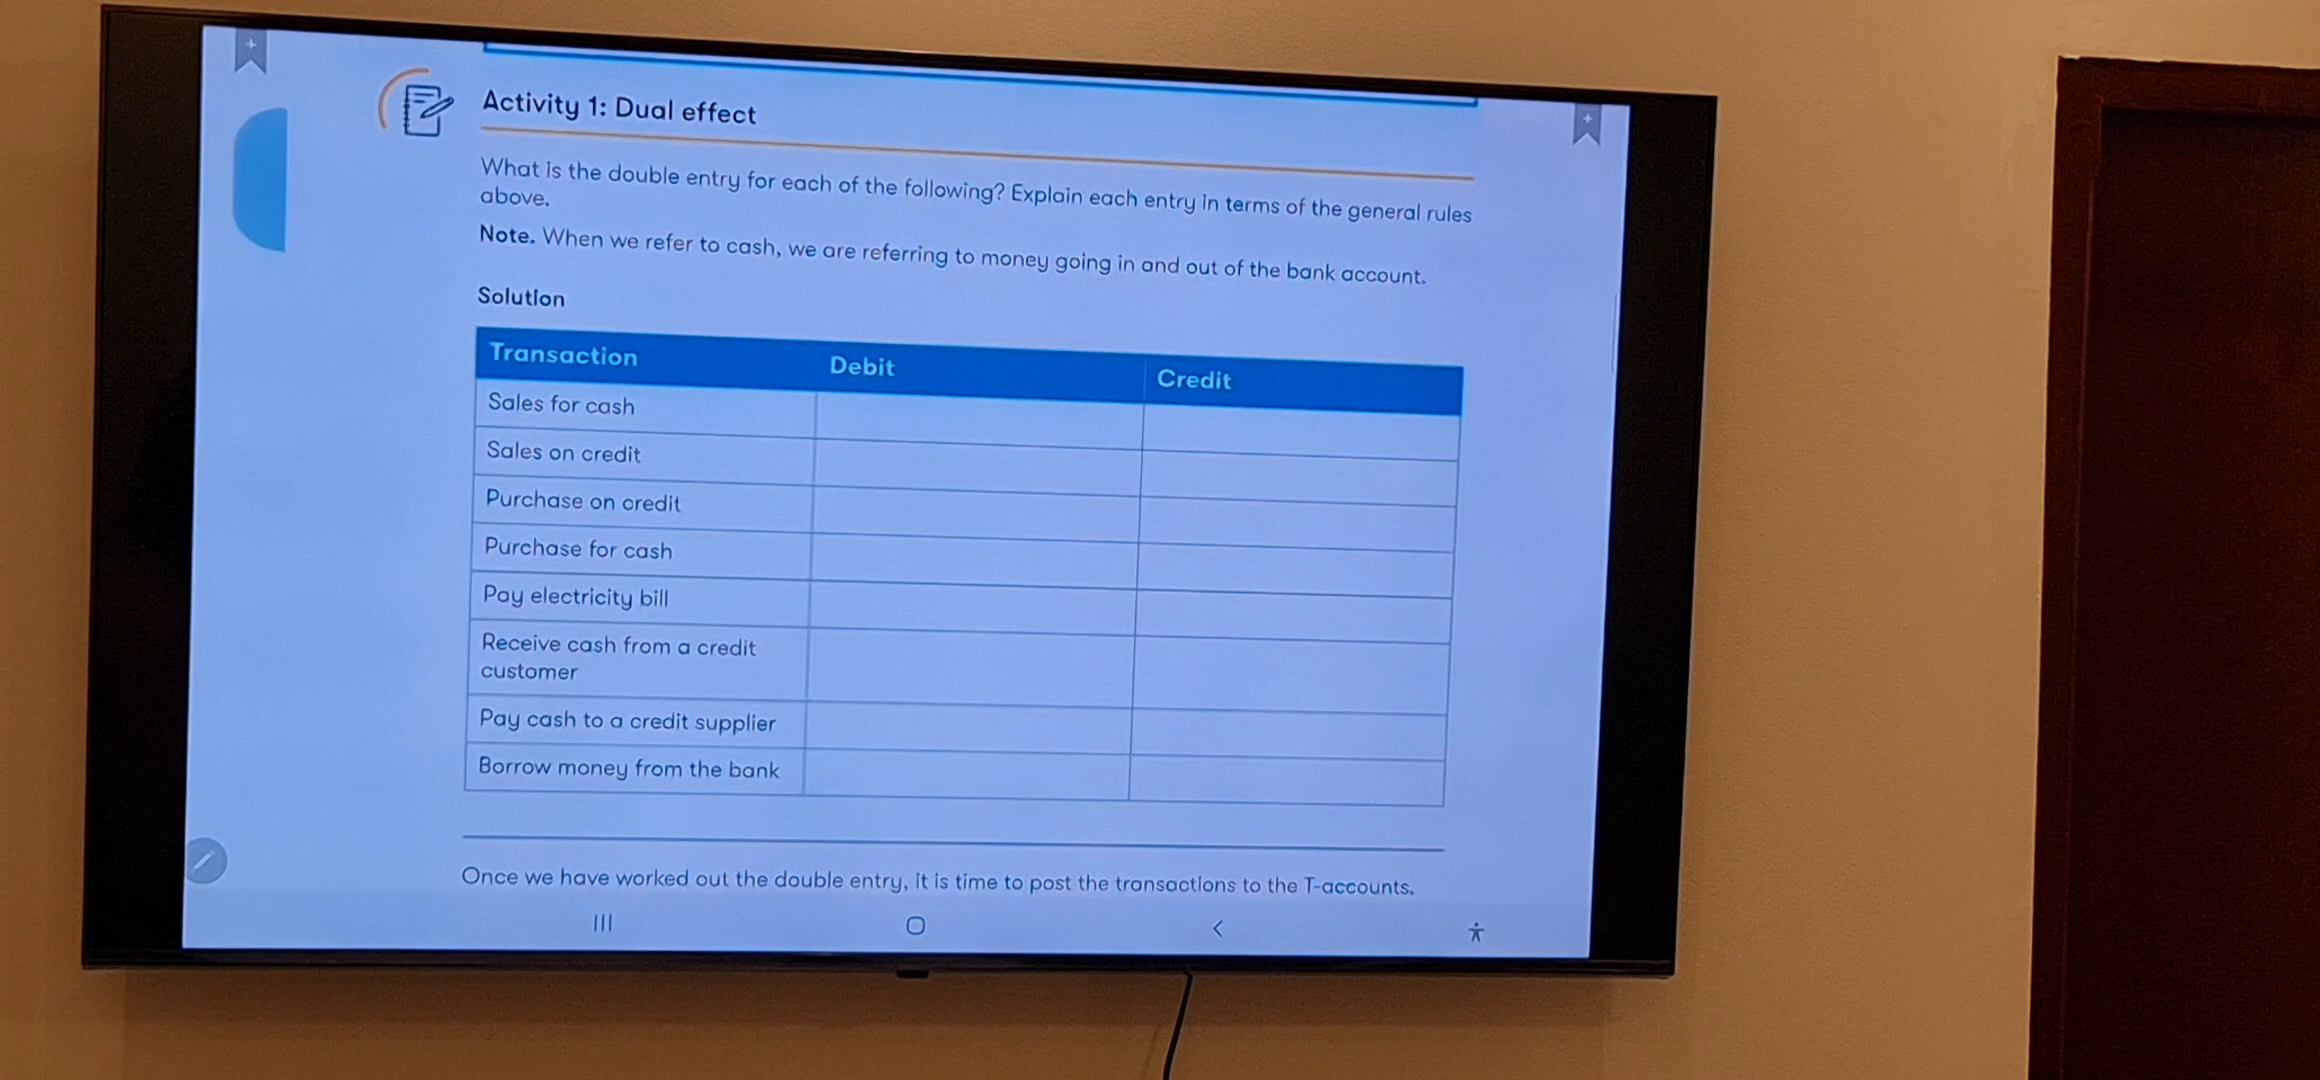 Activity 1: Dual effect
What is the double entry for each of the following? Explain each entry in terms of the general rules
above.
Note. When we refer to cash, we are referring to money going in and out of the bank account.
Solution
Transaction Debit Credit
Sales for cash
Sales on credit
Purchase on credit
Purchase for cash
Pay electricity bill
Receive cash from a credit
customer
Pay cash to a credit supplier
Borrow money from the bank
Once we have worked out the double entry, it is time to post the transactions to the T-accounts.